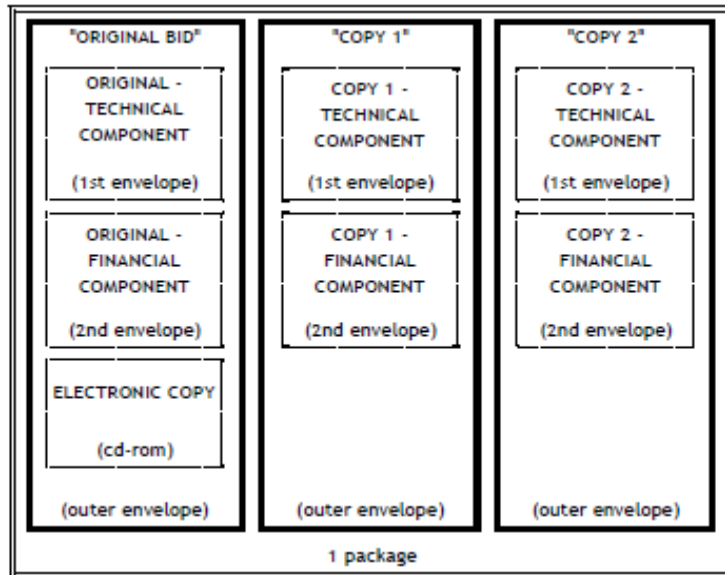 "ORIGINAL BID"
ORIGINAL -
TECHNICAL
COMPONENT
(1st envelope)
ORIGINAL -
FINANCIAL
COMPONENT
(2nd envelope)
ELECTRONIC COPY
(cd-rom)
(outer envelope)
"COPY 1"
COPY 1 -
TECHNICAL
COMPONENT
(1st envelope)
COPY 1 -
FINANCIAL
COMPONENT
(2nd envelope)
(outer envelope)
"COPY 2"
COPY 2 -
TECHNICAL
COMPONENT
(1st envelope)
COPY 2 -
FINANCIAL
COMPONENT
(2nd envelope)
(outer envelope)
1 package